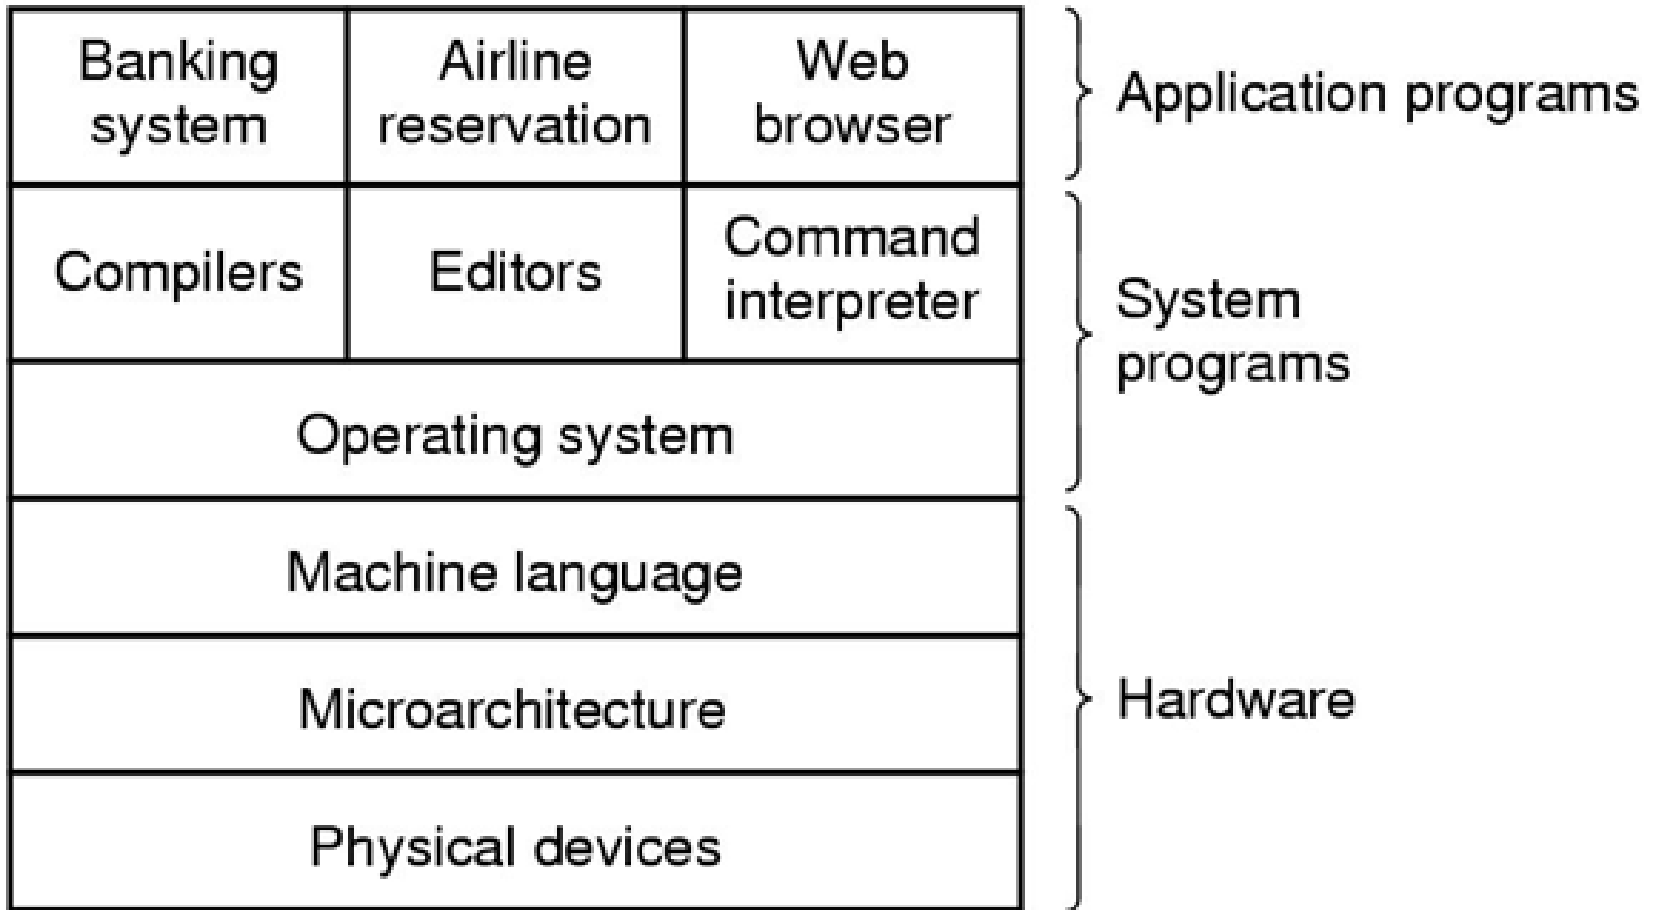 Banking
system
Airline
reservation
Web
browser
Application programs
Compilers
Editors
Command
interpreter
System
programs
Operating system
Machine language
Microarchitecture
Hardware
Physical devices